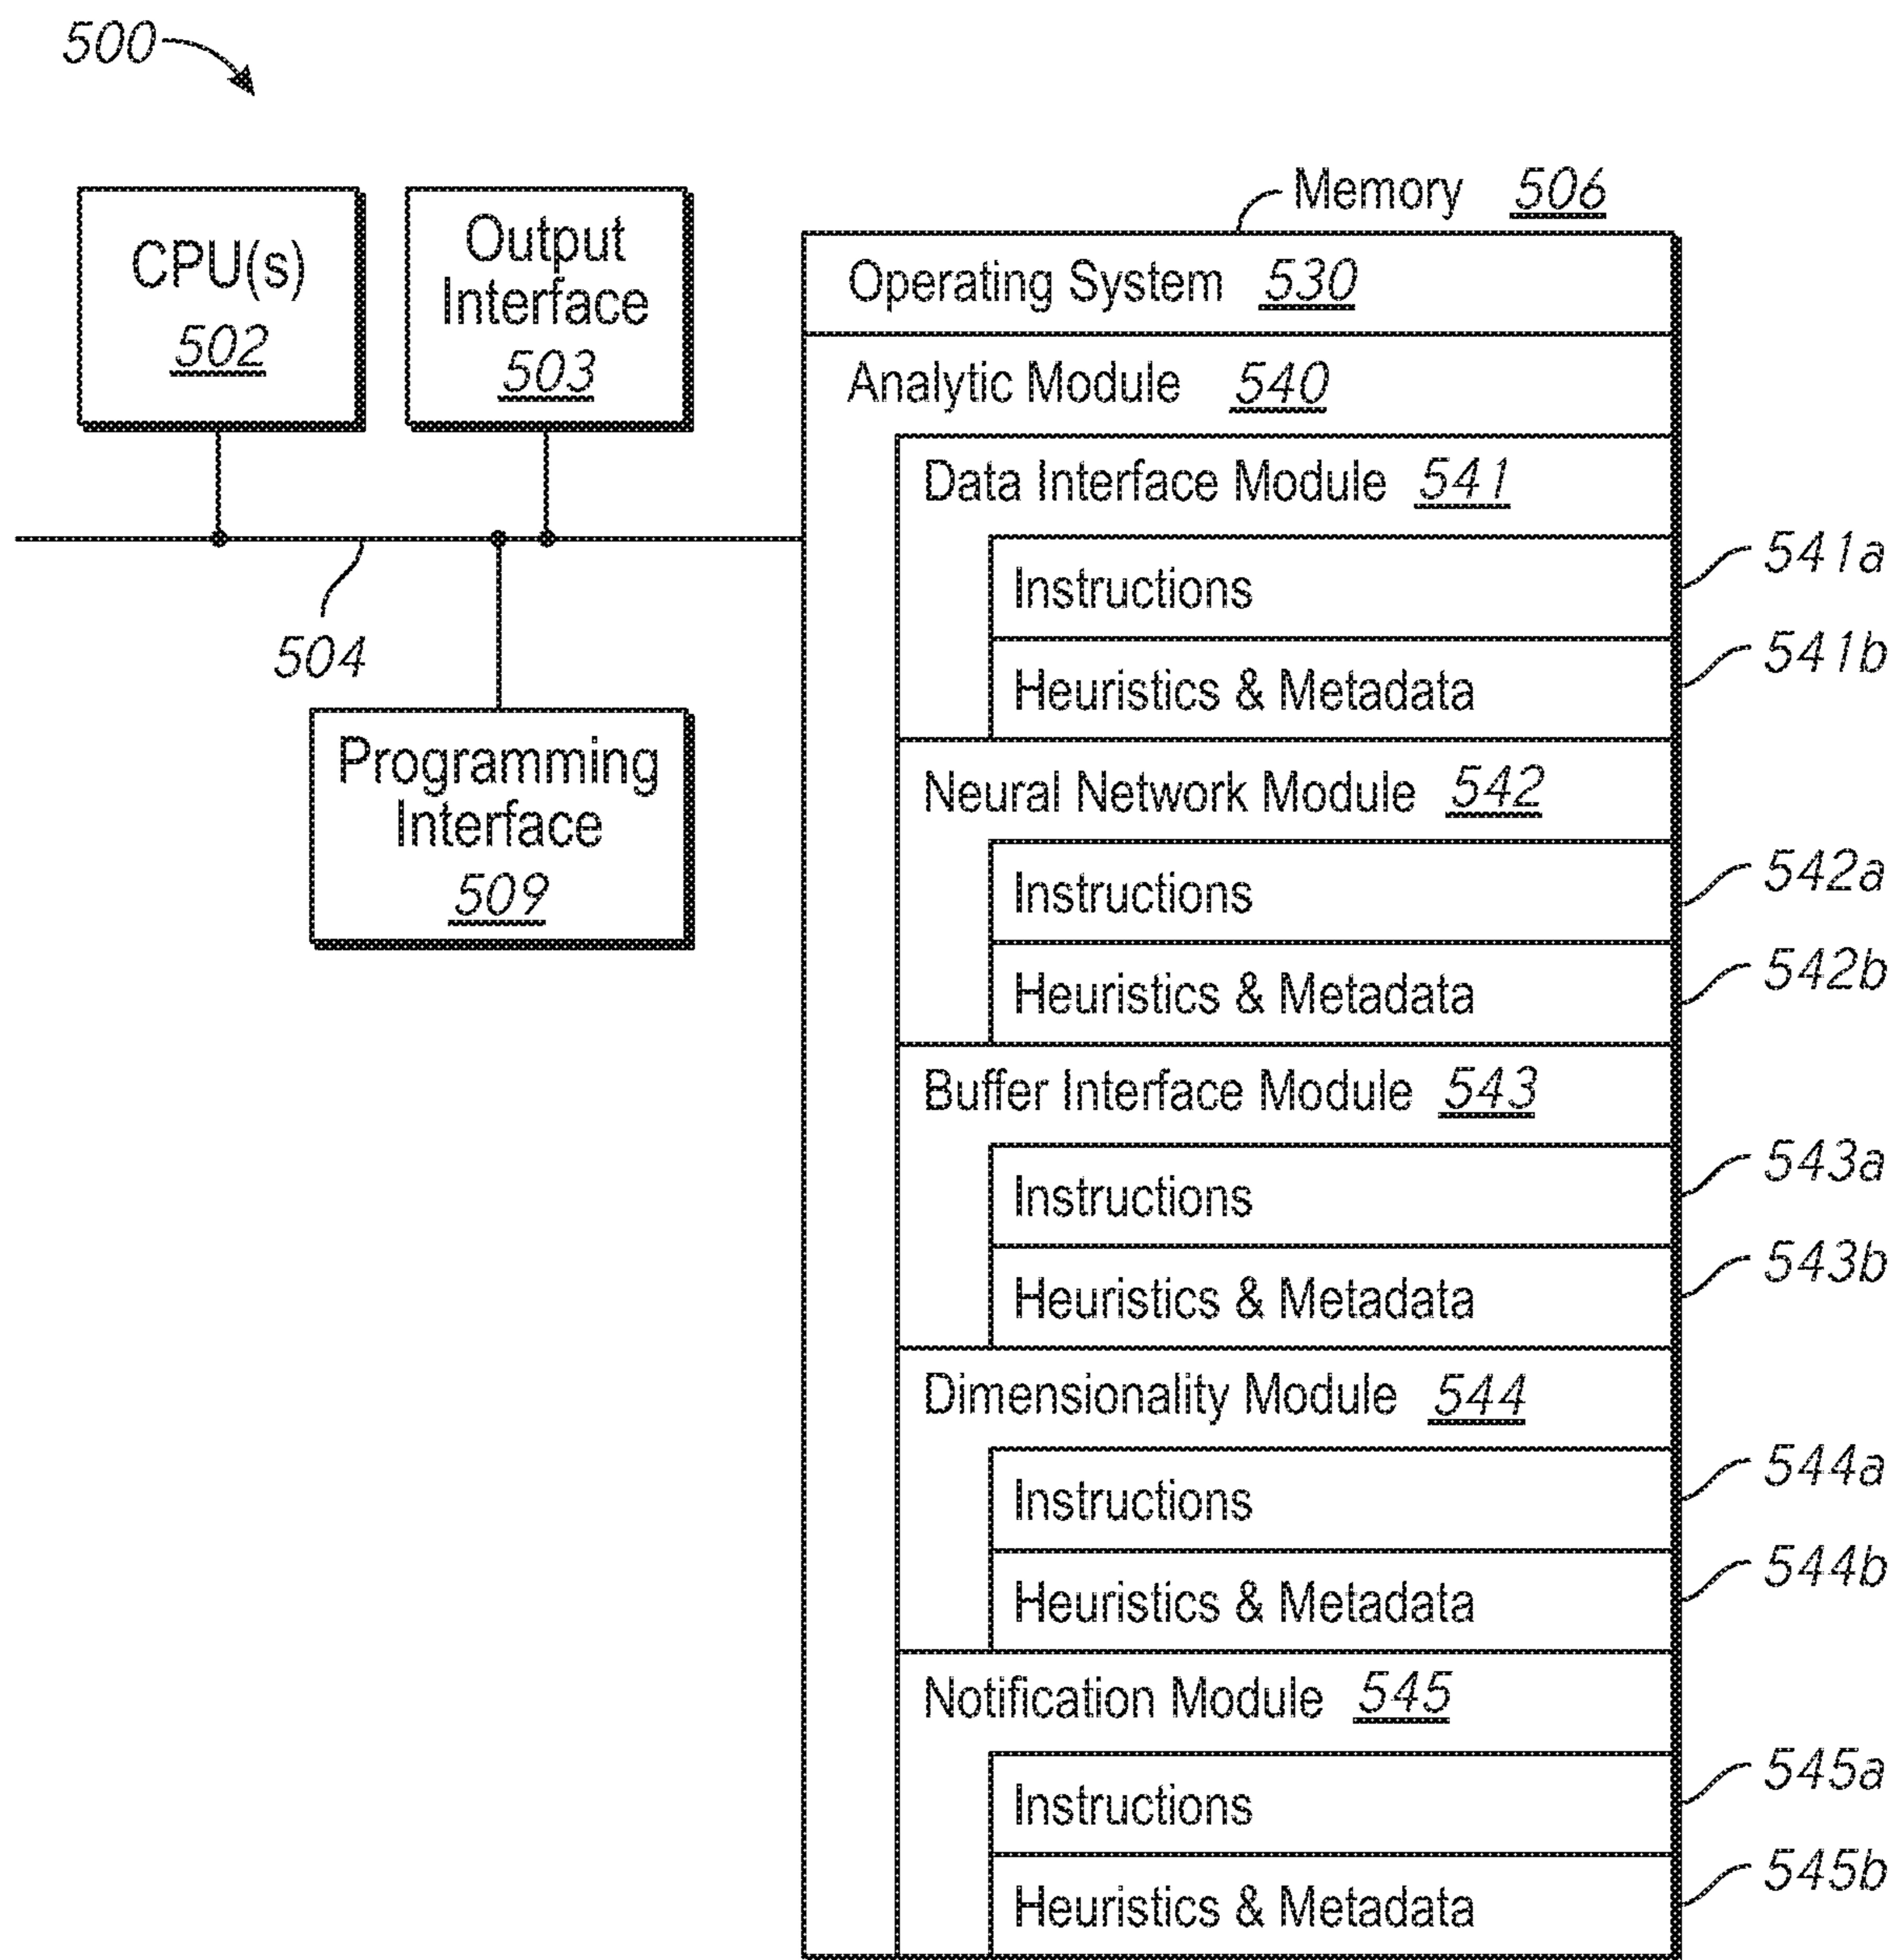 500
CPU(s)
502
Output
Interface
503
504
Programming
Interface
509
Memory 506
Operating System 530
Analytic Module 540
Data Interface Module 541
Instructions
541a
Heuristics & Metadata
541b
Neural Network Module 542
Instructions
542a
Heuristics & Metadata
542b
Buffer Interface Module 543
Instructions
543a
Heuristics & Metadata
543b
Dimensionality Module 544
Instructions
544a
Heuristics & Metadata
544b
Notification Module 545
Instructions
545a
Heuristics & Metadata
545b